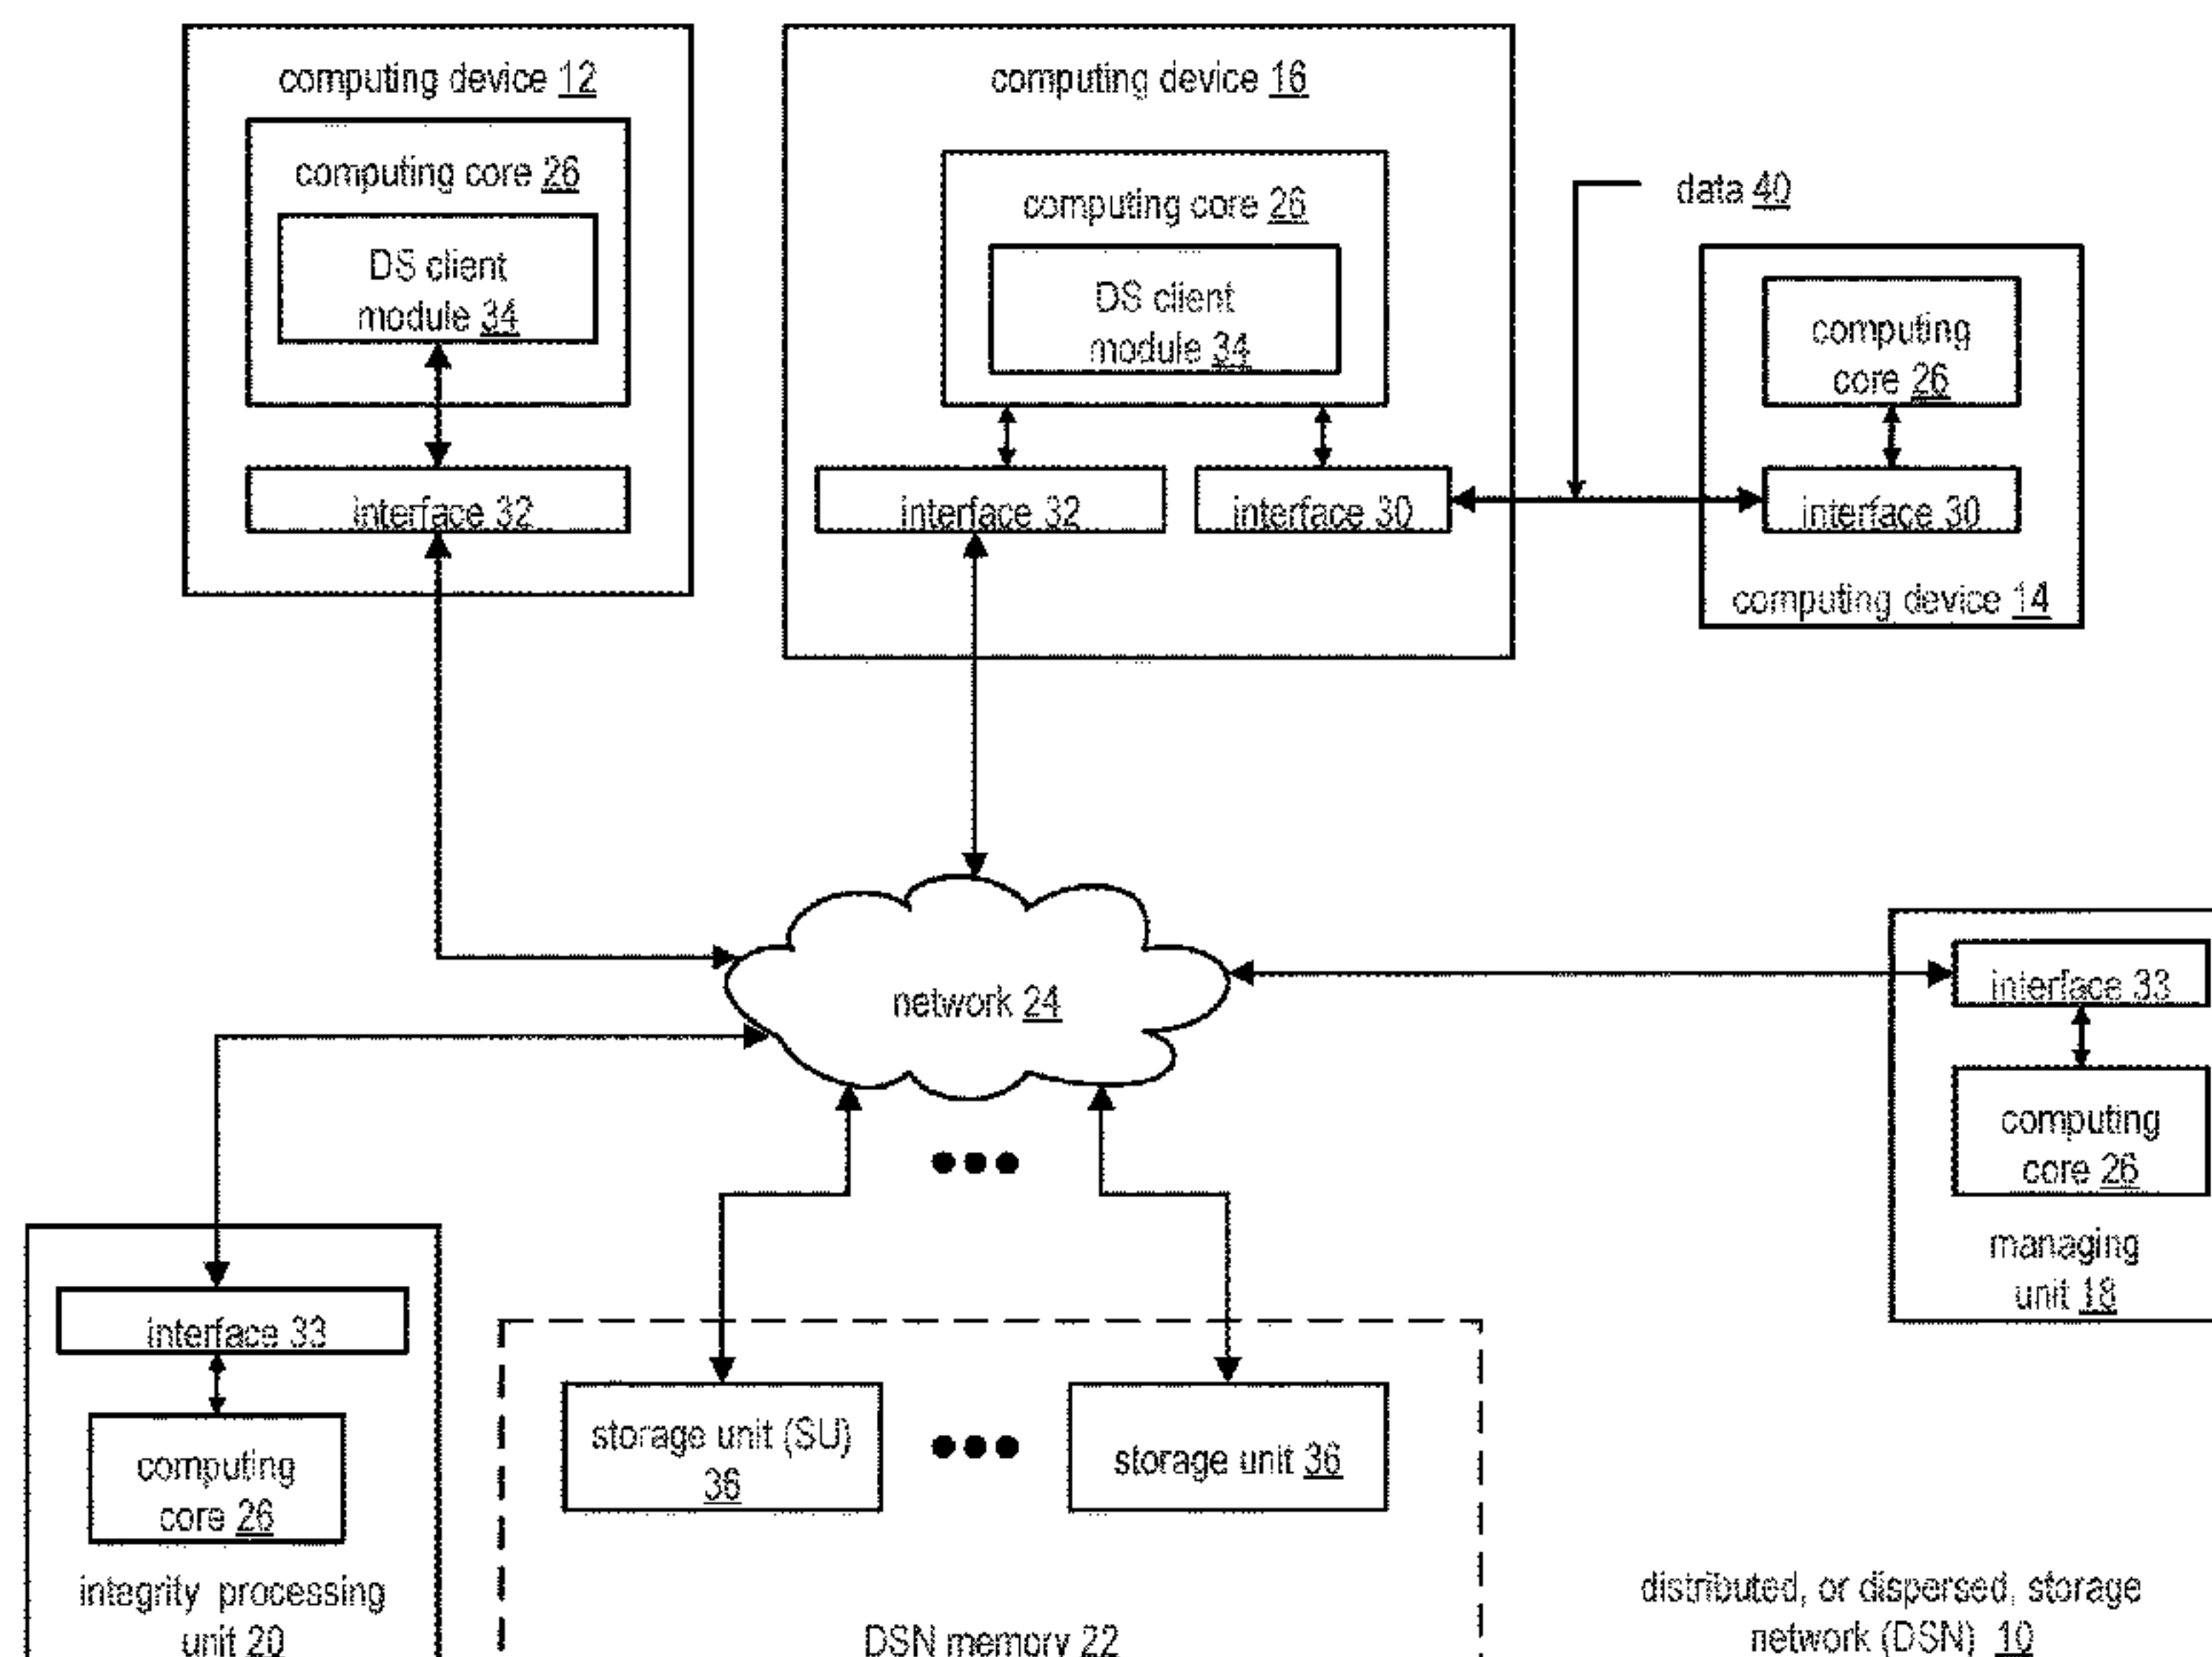 computing device 12
computing core 26
DS client
module 34
interface 32
computing device 16
computing core 26
DS client
module 34
interface 32
interface 30
data 40
computing
core 26
interface 30
computing device 14
network 24
interface 33
computing
core 26
managing
unit 18
interface 33
computing
core 26
integrity processing
unit 20
storage unit (SU)
36
storage unit 36
DSN memory 22
distributed, or dispersed, storage
network (DSN) 10